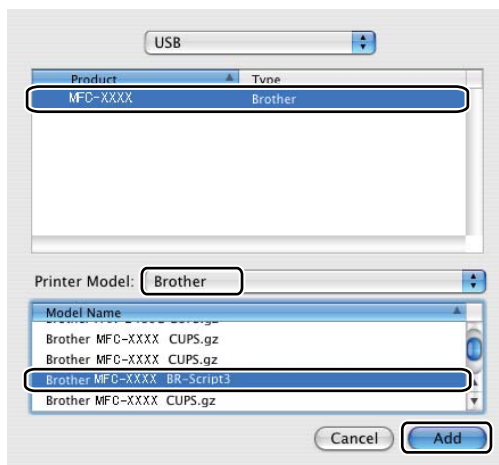 USB
Product Type
MFC-XXXX Brother
Printer Model: Brother
Model Name
Brother MFC-XXXX CUPS.gz
Brother MFC-XXXX CUPS.gz
Brother MFC-XXXX BR-Script3
Brother MFC-XXXX CUPS.gz
Cancel Add